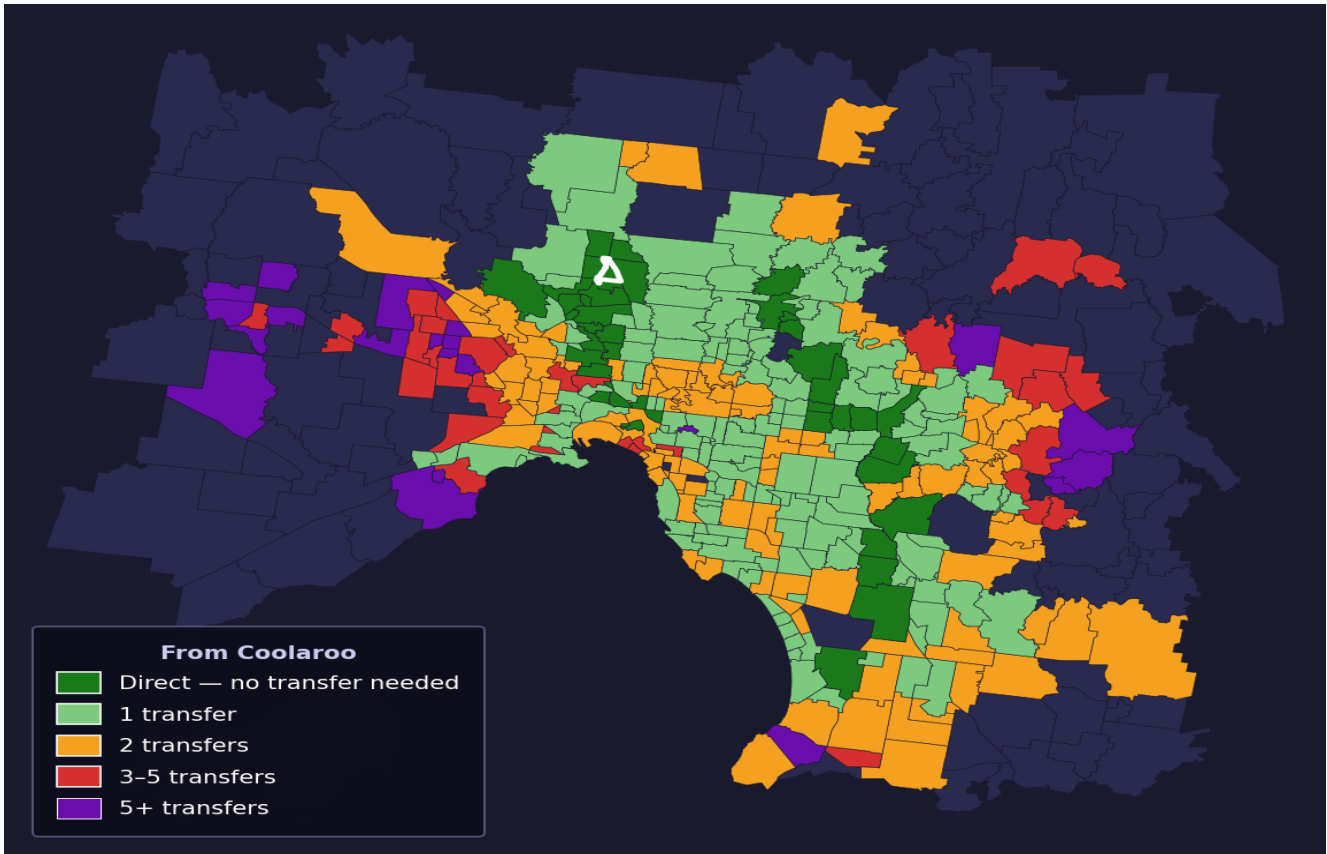 From Coolaroo
Direct — no transfer needed
1 transfer
2 transfers
3–5 transfers
5+ transfers